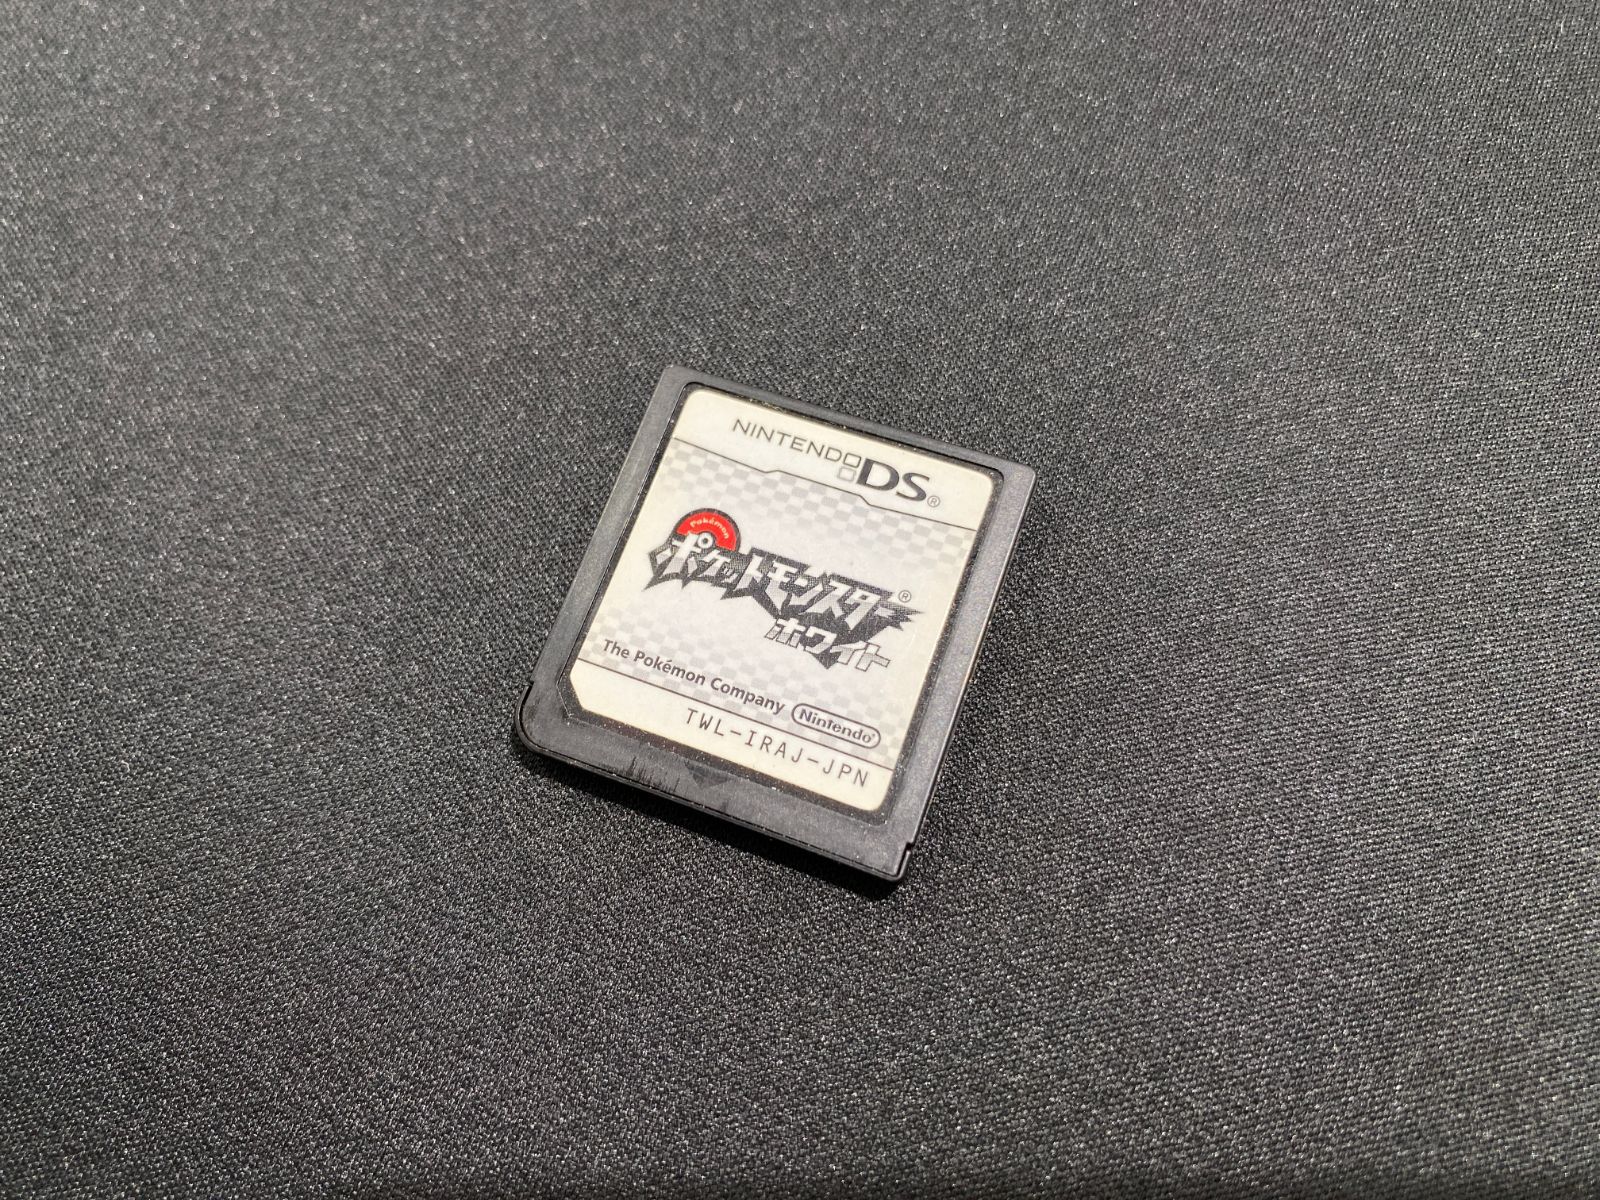 NINTENDO DS®
Pokémon
ポケットモンスター®
ホワイト
The Pokémon Company Nintendo®
TWL-IRAJ-JPN